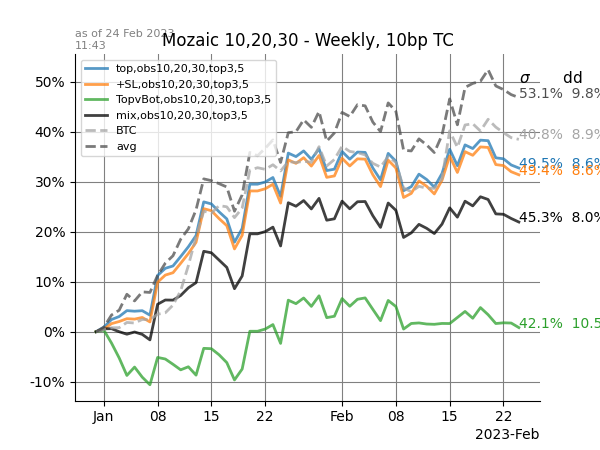 as of 24 Feb 2023
11:43
Mozaic 10,20,30 - Weekly, 10bp TC
top,obs10,20,30,top3,5
+SL,obs10,20,30,top3,5
TopvBot,obs10,20,30,top3,5
mix,obs10,20,30,top3,5
BTC
avg
σ dd
53.1% 9.8%
8.9%
49.5% 8.6%
49.4% 8.6%
45.3% 8.0%
42.1% 10.5
50%
40%
30%
20%
10%
0%
-10%
Jan 08 15 22 Feb 08 15 22
2023-Feb